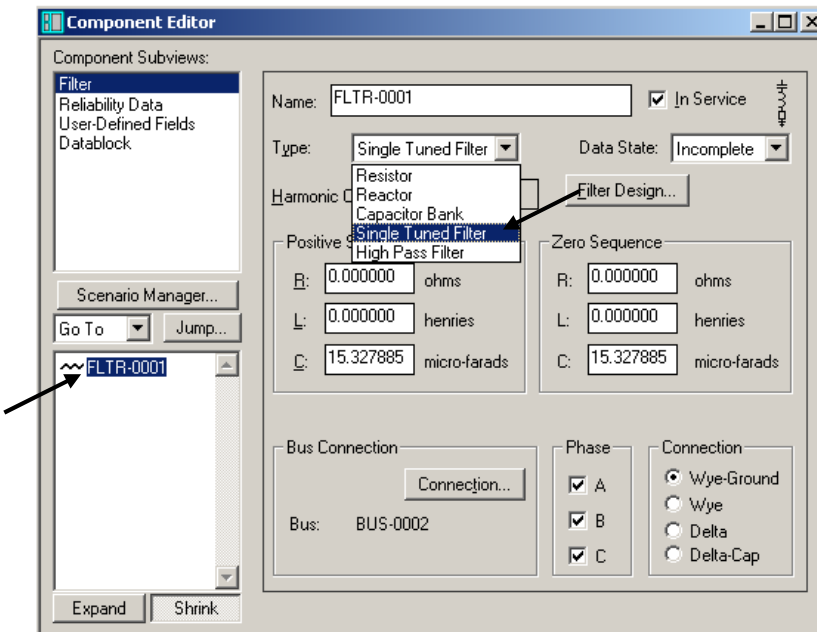 Component Editor
Component Subviews:
Filter
Reliability Data
User-Defined Fields
Datablock
Scenario Manager...
Go To Jump...
FLTR-0001
Expand Shrink
Name: FLTR-0001 In Service
Type: Single Tuned Filter Data State: Incomplete
Resistor
Reactor
Capacitor Bank
Single Tuned Filter
High Pass Filter
Harmonic Filter Design...
Positive Zero Sequence
R: 0.000000 ohms R: 0.000000 ohms
L: 0.000000 henries L: 0.000000 henries
C: 15.327885 micro-farads C: 15.327885 micro-farads
Bus Connection Phase Connection
Connection... A Wye-Ground
Wye
Bus: BUS-0002 B Delta
C Delta-Cap